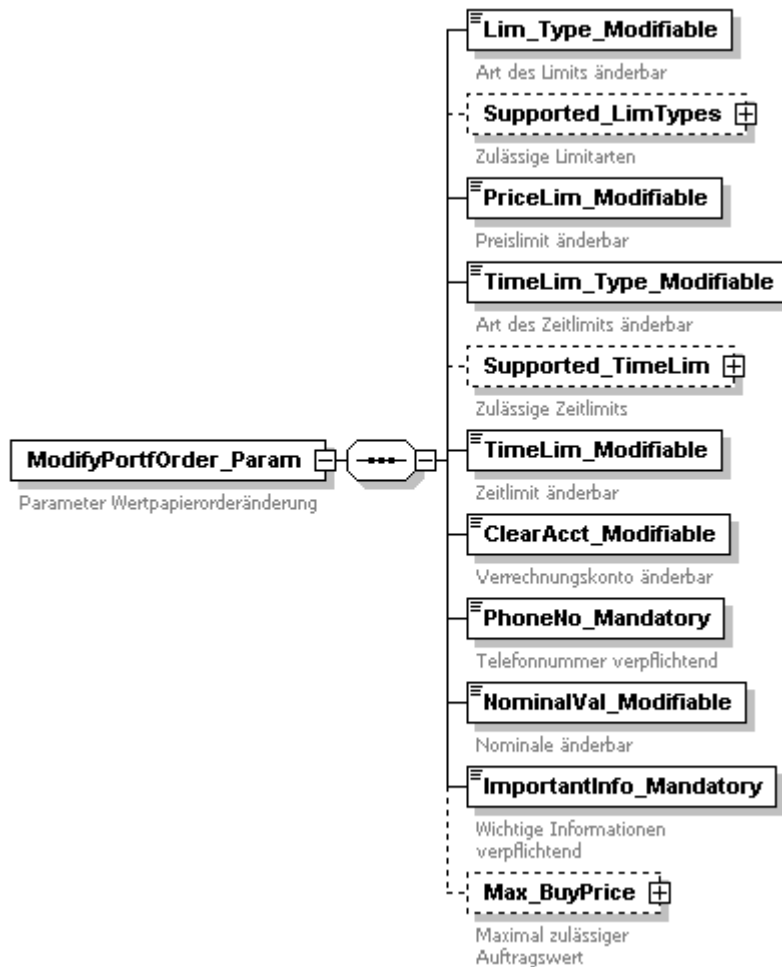 Lim_Type_Modifiable
Art des Limits änderbar
Supported_LimTypes
Zulässige Limitarten
PriceLim_Modifiable
Preislimit änderbar
TimeLim_Type_Modifiable
Art des Zeitlimits änderbar
Supported_TimeLim
Zulässige Zeitlimits
ModifyPortfOrder_Param
Parameter Wertpapierorderänderung
TimeLim_Modifiable
Zeitlimit änderbar
ClearAcct_Modifiable
Verrechnungskonto änderbar
PhoneNo_Mandatory
Telefonnummer verpflichtend
NominalVal_Modifiable
Nominale änderbar
ImportantInfo_Mandatory
Wichtige Informationen
verpflichtend
Max_BuyPrice
Maximal zulässiger
Auftragswert